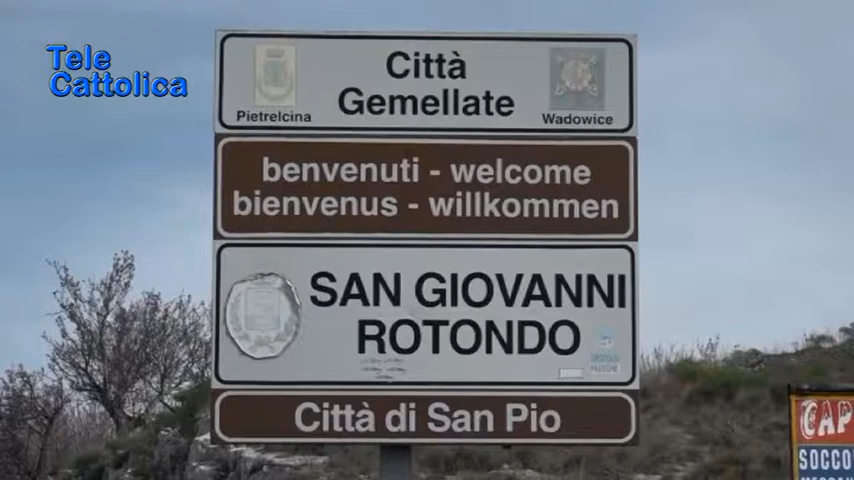 Tele
Cattolica
Città
Gemellate
Pietrelcina
Wadowice
benvenuti - welcome
bienvenus - willkommen
SAN GIOVANNI
ROTONDO
Città di San Pio
CAP
SOCCO